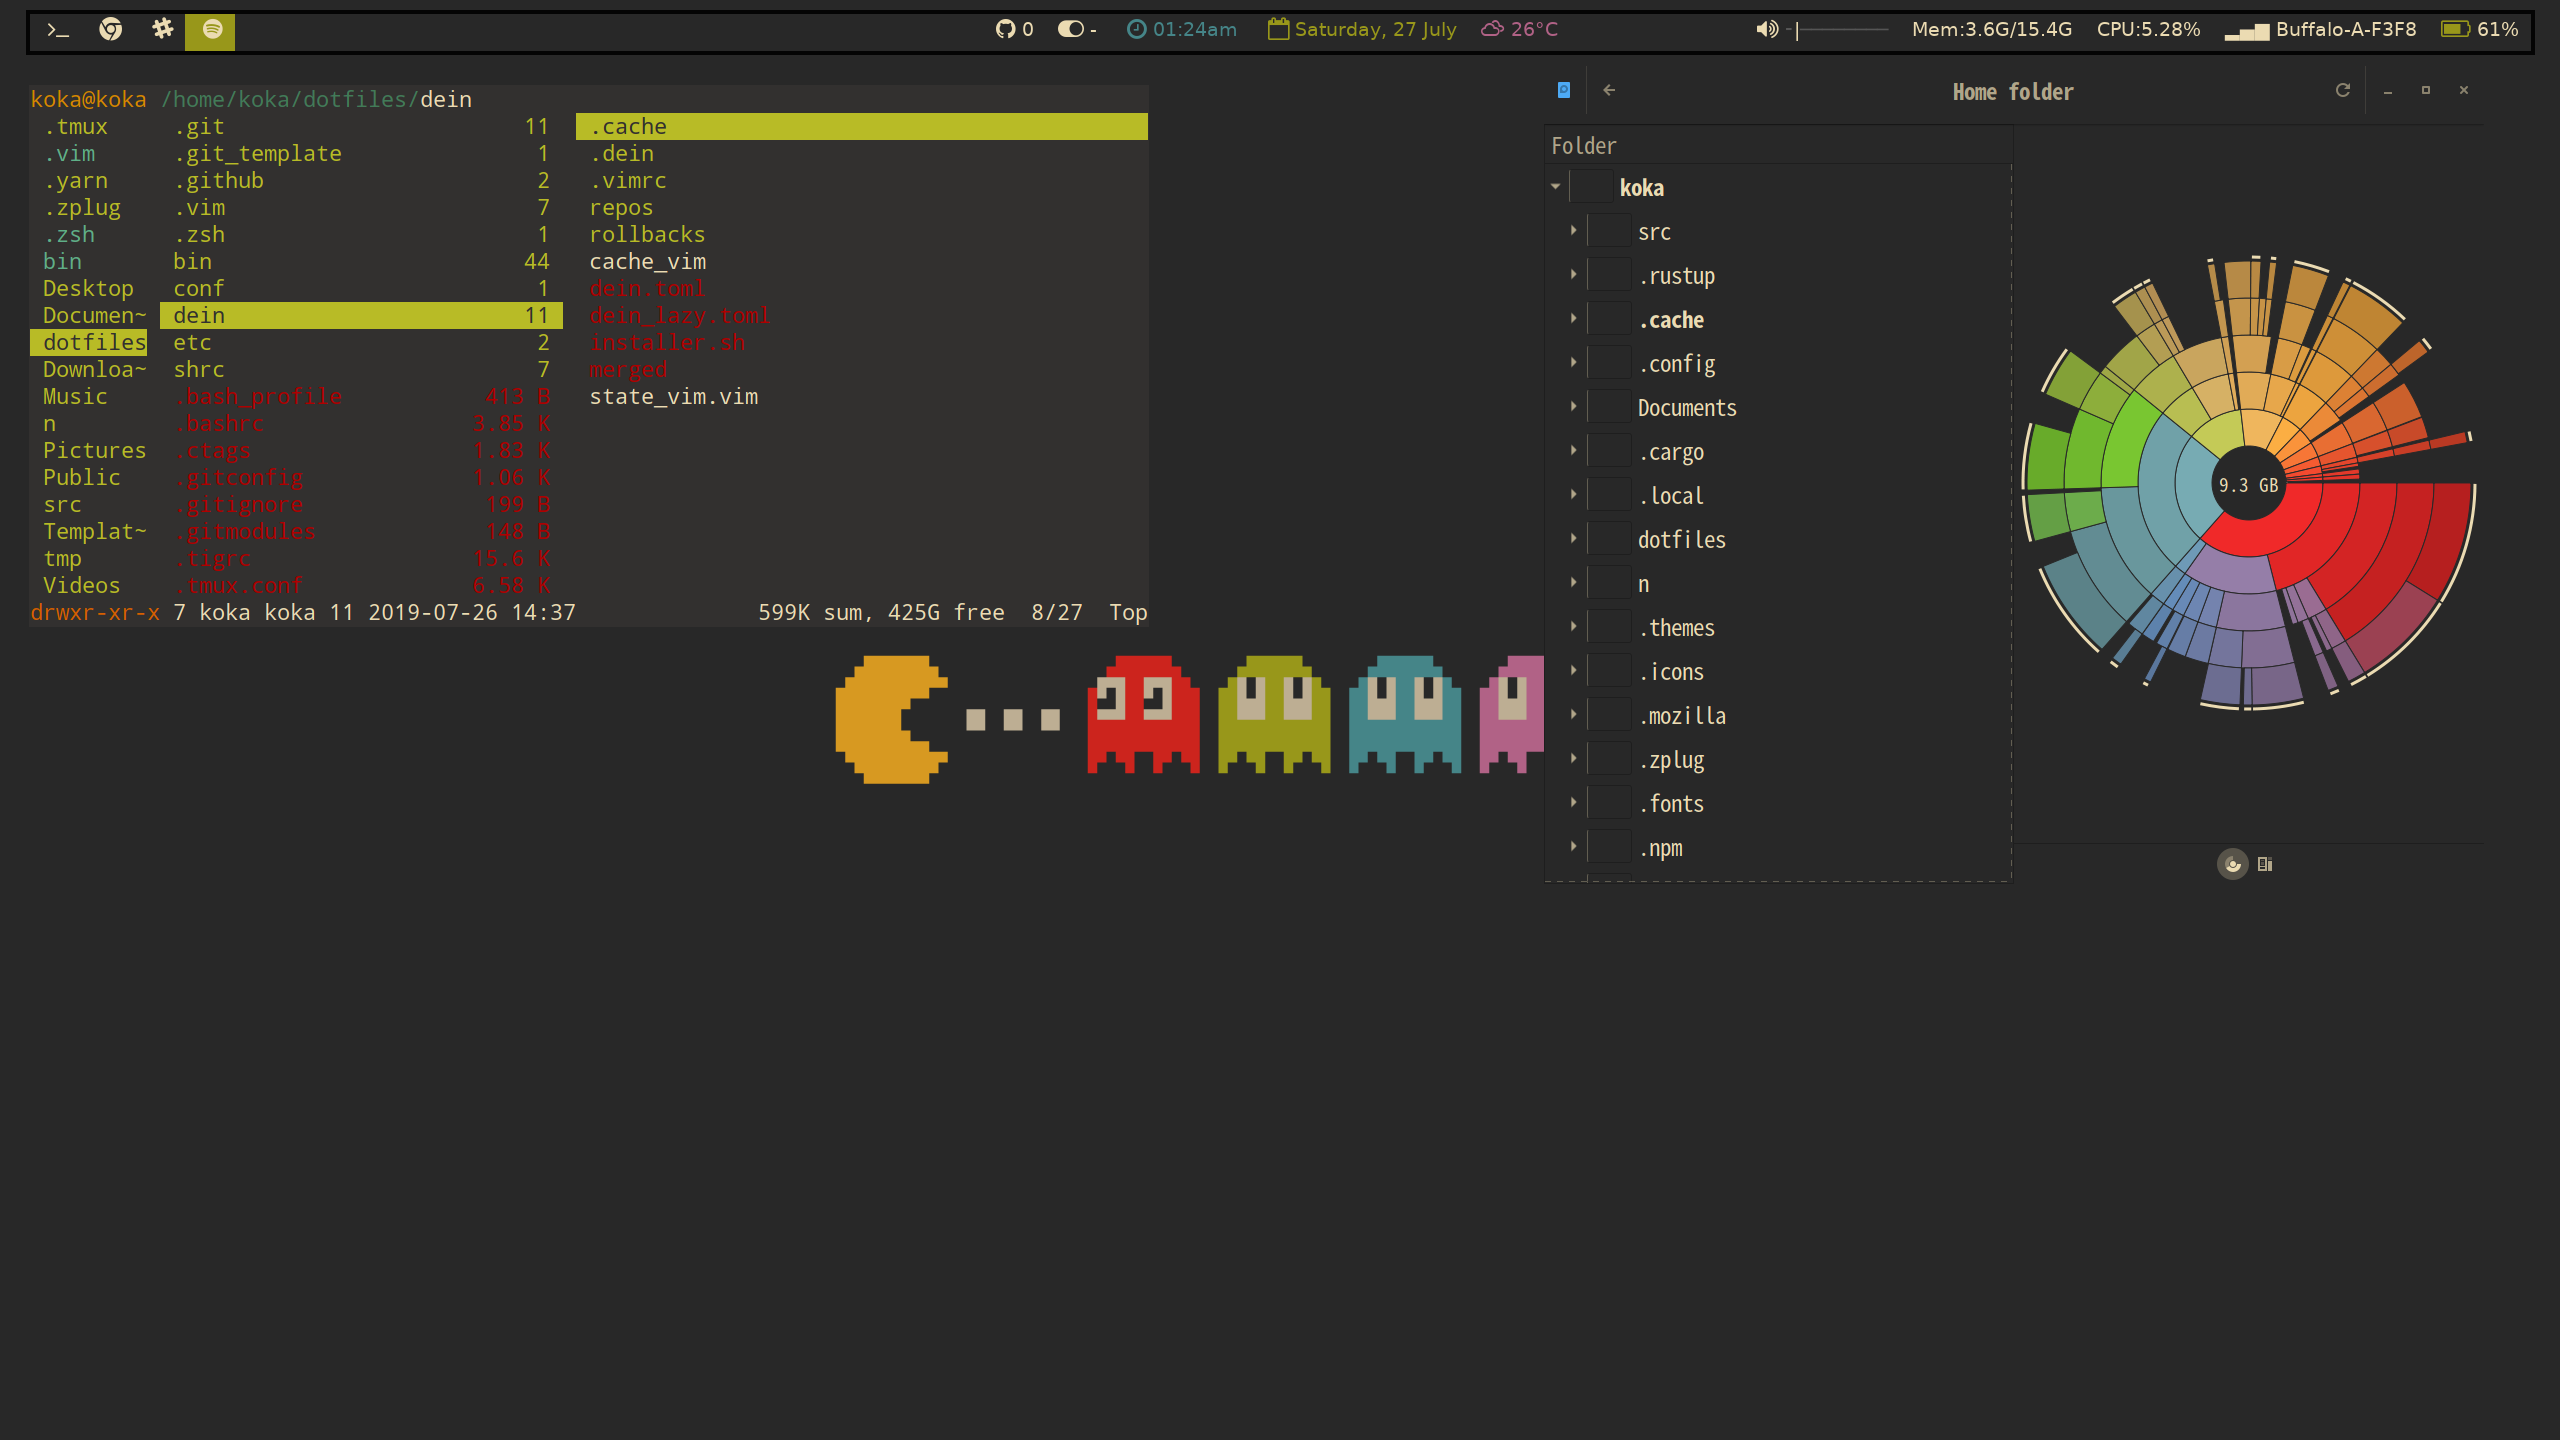 >_ 0 - 01:24am Saturday, 27 July 26°C Mem:3.6G/15.4G CPU:5.28% Buffalo-A-F3F8 61%
koka@koka /home/koka/dotfiles/dein
.tmux .git 11 .cache
.vim .git_template 1 .dein
.yarn .github 2 .vimrc
.zplug .vim 7 repos
.zsh .zsh 1 rollbacks
bin bin 44 cache_vim
Desktop conf 1 dein.toml
Documen~ dein 11 dein_lazy.toml
dotfiles etc 2 installer.sh
Downloa~ shrc 7 merged
Music .bash_profile 413 B state_vim.vim
n .bashrc 3.85 K
Pictures .ctags 1.83 K
Public .gitconfig 1.06 K
src .gitignore 199 B
Templat~ .gitmodules 148 B
tmp .tigrc 15.6 K
Videos .tmux.conf 6.58 K
drwxr-xr-x 7 koka koka 11 2019-07-26 14:37 599K sum, 425G free 8/27 Top
Home folder
Folder
koka
src
.rustup
.cache
.config
Documents
.cargo
.local
dotfiles
n
.themes
.icons
.mozilla
.zplug
.fonts
.npm
9.3 GB